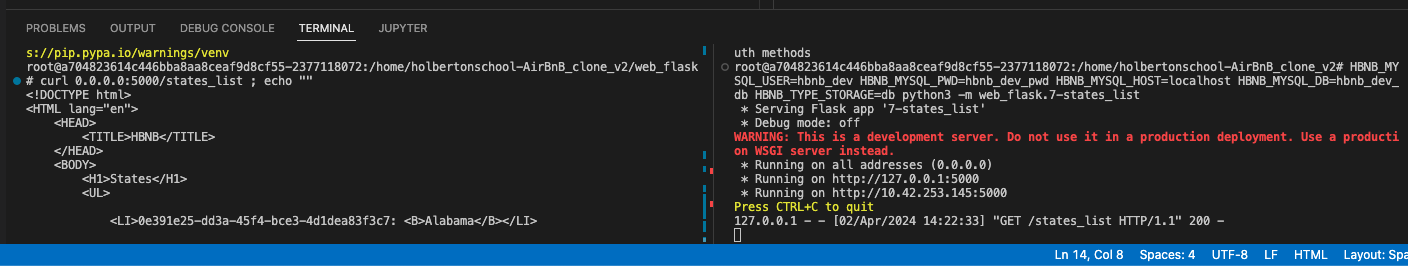 PROBLEMS OUTPUT DEBUG CONSOLE TERMINAL JUPYTER
s://pip.pypa.io/warnings/venv
root@a704823614c446bba8aa8ceaf9d8cf55-2377118072:/home/holbertonschool-AirBnB_clone_v2/web_flask
# curl 0.0.0.0:5000/states_list ; echo ""
<!DOCTYPE html>
<HTML lang="en">
    <HEAD>
        <TITLE>HBNB</TITLE>
    </HEAD>
    <BODY>
        <H1>States</H1>
        <UL>
            <LI>0e391e25-dd3a-45f4-bce3-4d1dea83f3c7: <B>Alabama</B></LI>
uth methods
root@a704823614c446bba8aa8ceaf9d8cf55-2377118072:/home/holbertonschool-AirBnB_clone_v2# HBNB_MY
SQL_USER=hbnb_dev HBNB_MYSQL_PWD=hbnb_dev_pwd HBNB_MYSQL_HOST=localhost HBNB_MYSQL_DB=hbnb_dev_
db HBNB_TYPE_STORAGE=db python3 -m web_flask.7-states_list
 * Serving Flask app '7-states_list'
 * Debug mode: off
WARNING: This is a development server. Do not use it in a production deployment. Use a producti
on WSGI server instead.
 * Running on all addresses (0.0.0.0)
 * Running on http://127.0.0.1:5000
 * Running on http://10.42.253.145:5000
Press CTRL+C to quit
127.0.0.1 - - [02/Apr/2024 14:22:33] "GET /states_list HTTP/1.1" 200 -
Ln 14, Col 8 Spaces: 4 UTF-8 LF HTML Layout: Spa